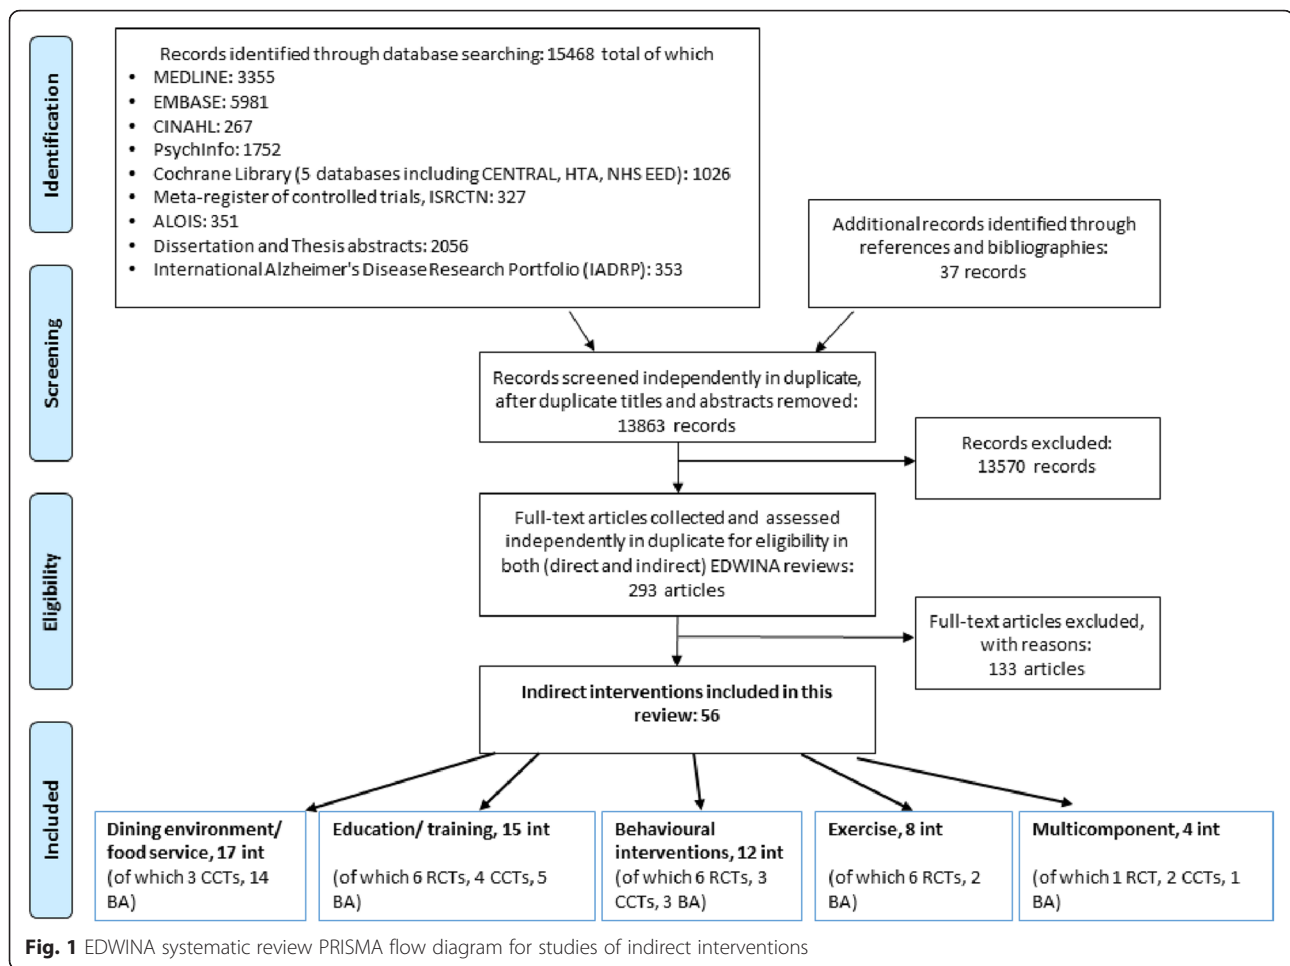 Identification
Records identified through database searching: 15468 total of which
• MEDLINE: 3355
• EMBASE: 5981
• CINAHL: 267
• PsychInfo: 1752
• Cochrane Library (5 databases including CENTRAL, HTA, NHS EED): 1026
• Meta-register of controlled trials, ISRCTN: 327
• ALOIS: 351
• Dissertation and Thesis abstracts: 2056
• International Alzheimer's Disease Research Portfolio (IADRP): 353
Additional records identified through
references and bibliographies:
37 records
Screening
Records screened independently in duplicate,
after duplicate titles and abstracts removed:
13863 records
Records excluded:
13570 records
Eligibility
Full-text articles collected and assessed
independently in duplicate for eligibility in
both (direct and indirect) EDWINA reviews:
293 articles
Full-text articles excluded,
with reasons:
133 articles
Included
Indirect interventions included in this
review: 56
Dining environment/
food service, 17 int
(of which 3 CCTs, 14
BA)
Education/ training, 15 int
(of which 6 RCTs, 4 CCTs, 5
BA)
Behavioural
interventions, 12 int
(of which 6 RCTs, 3
CCTs, 3 BA)
Exercise, 8 int
(of which 6 RCTs, 2
BA)
Multicomponent, 4 int
(of which 1 RCT, 2 CCTs, 1
BA)
Fig. 1 EDWINA systematic review PRISMA flow diagram for studies of indirect interventions